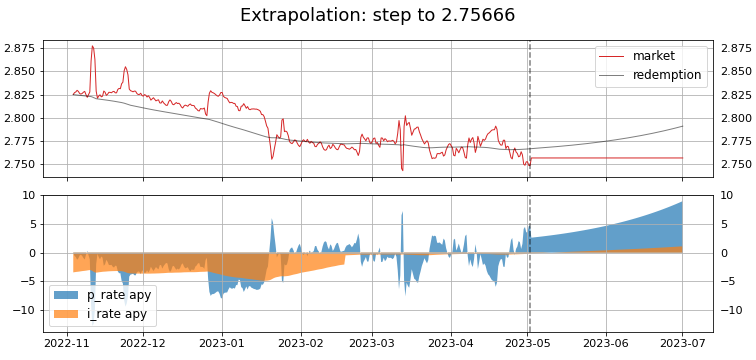 Extrapolation: step to 2.75666
2.875 2.875
2.850 2.850
2.825 2.825
2.800 2.800
2.775 2.775
2.750 2.750
market
redemption
10 10
5 5
0 0
−5 −5
−10 −10
p_rate apy
i_rate apy
2022-11 2022-12 2023-01 2023-02 2023-03 2023-04 2023-05 2023-06 2023-07